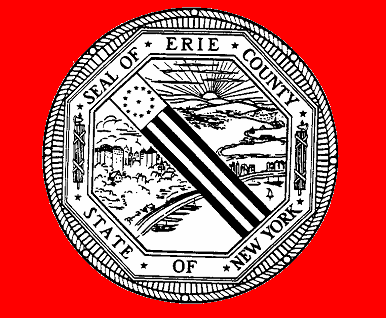 SEAL OF ★ ERIE ★ COUNTY
★ STATE ★ OF ★ NEW YORK ★